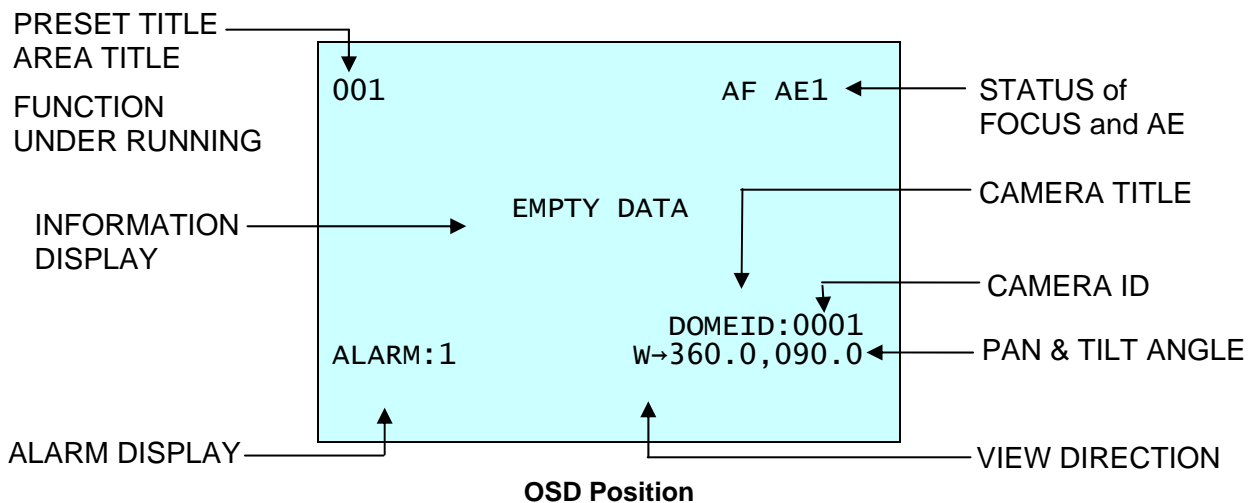 PRESET TITLE
AREA TITLE
FUNCTION
UNDER RUNNING
001
AF AE1
STATUS of
FOCUS and AE
INFORMATION
DISPLAY
EMPTY DATA
CAMERA TITLE
CAMERA ID
DOMEID:0001
ALARM:1
W→360.0,090.0
PAN & TILT ANGLE
ALARM DISPLAY
VIEW DIRECTION
OSD Position